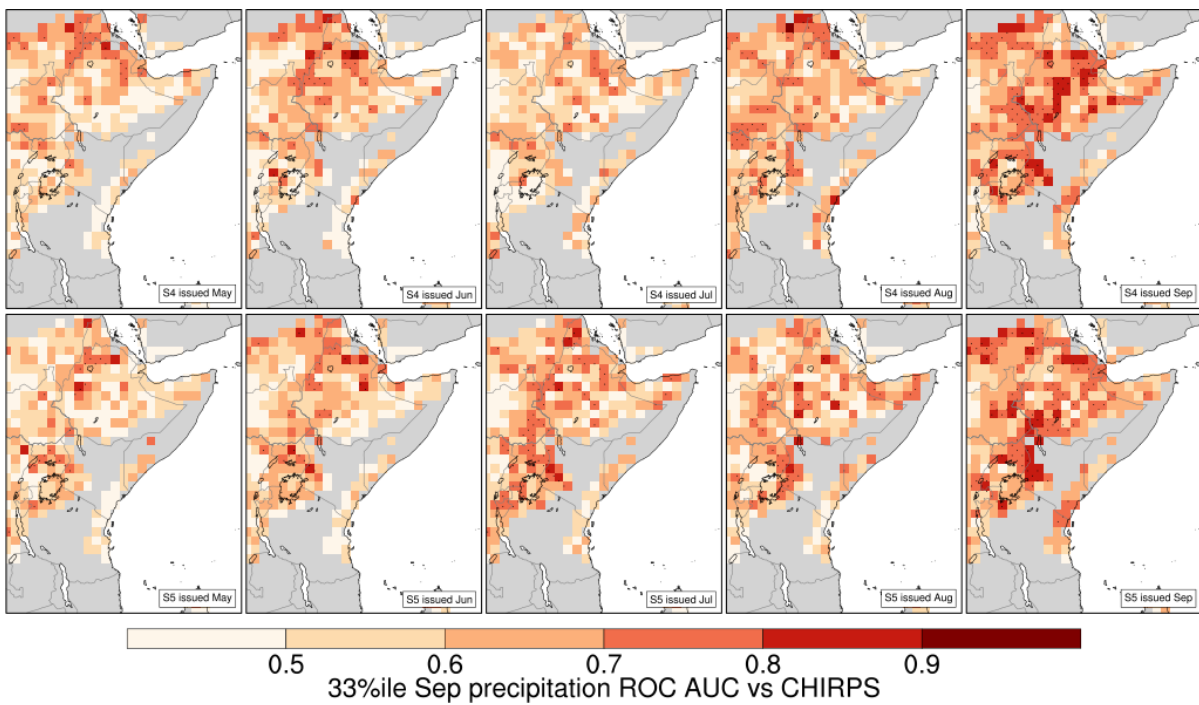 S4 issued May
S4 issued Jun
S4 issued Jul
S4 issued Aug
S4 issued Sep
S5 issued May
S5 issued Jun
S5 issued Jul
S5 issued Aug
S5 issued Sep
0.5 0.6 0.7 0.8 0.9
33%ile Sep precipitation ROC AUC vs CHIRPS